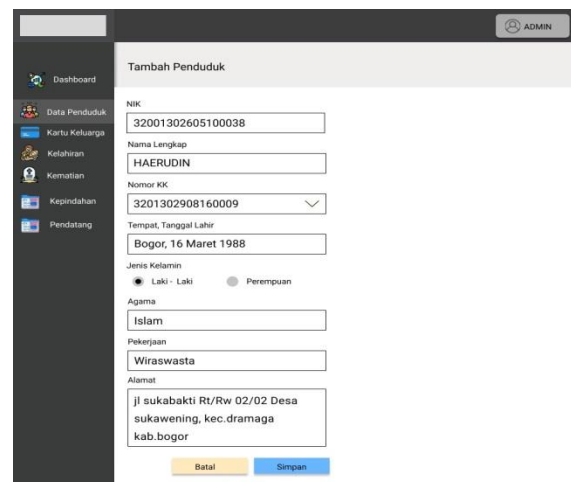 ADMIN
Dashboard
Data Penduduk
Kartu Keluarga
Kelahiran
Kematian
Kepindahan
Pendatang
Tambah Penduduk
NIK
32001302605100038
Nama Lengkap
HAERUDIN
Nomor KK
3201302908160009
Tempat, Tanggal Lahir
Bogor, 16 Maret 1988
Jenis Kelamin
Laki - Laki Perempuan
Agama
Islam
Pekerjaan
Wiraswasta
Alamat
jl sukabakti Rt/Rw 02/02 Desa
sukawening, kec.dramaga
kab.bogor
Batal Simpan